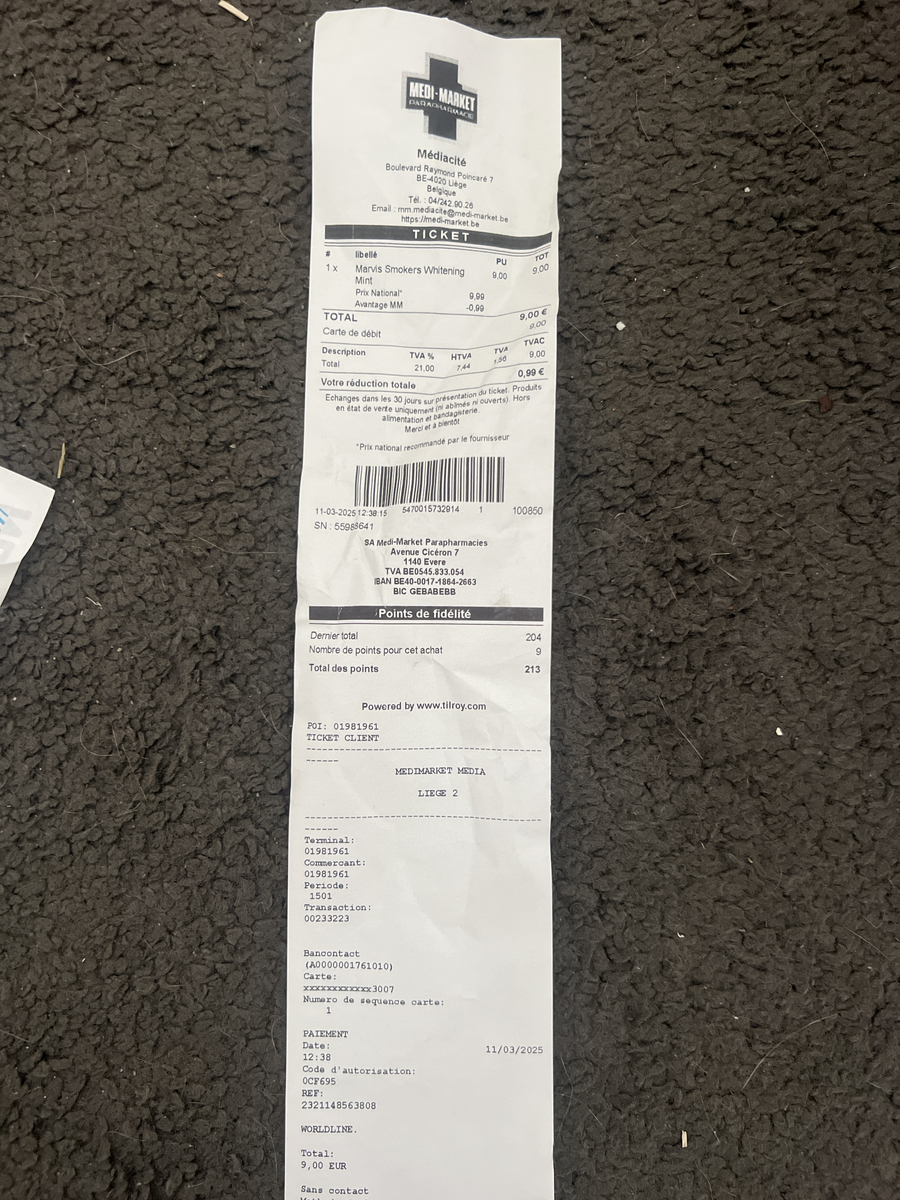 MEDI-MARKET
PARAPHARMACIE
Médiacité
Boulevard Raymond Poincaré 7
BE-4020 Liège
Belgique
Tél. : 04/242.90.26
Email : mm.mediacite@medi-market.be
https://medi-market.be
TICKET
# libellé PU TOT
1 x Marvis Smokers Whitening 9,00 9,00
Mint
Prix National* 9,99
Avantage MM -0,99
TOTAL 9,00 €
Carte de débit 9,00
Description TVA % HTVA TVA TVAC
Total 21,00 7,44 1,56 9,00
Votre réduction totale 0,99 €
Echanges dans les 30 jours sur présentation du ticket. Produits
en état de vente uniquement (ni abîmés ni ouverts). Hors
alimentation et bandagisterie.
Merci et à bientôt
*Prix national recommandé par le fournisseur
11-03-2025 12:38:15 5470015732914 1 100850
SN : 55983641
SA Medi-Market Parapharmacies
Avenue Cicéron 7
1140 Evere
TVA BE0545.833.054
IBAN BE40-0017-1864-2663
BIC GEBABEBB
Points de fidélité
Dernier total 204
Nombre de points pour cet achat 9
Total des points 213
Powered by www.tilroy.com
POI: 01981961
TICKET CLIENT
------------------------------------------
------
MEDIMARKET MEDIA
LIEGE 2
------------------------------------------
------
Terminal:
01981961
Commercant:
01981961
Periode:
1501
Transaction:
00233223
Bancontact
(A0000001761010)
Carte:
xxxxxxxxxxxx3007
Numero de sequence carte:
1
PAIEMENT
Date: 11/03/2025
12:38
Code d'autorisation:
0CF695
REF:
2321148563808
WORLDLINE.
Total:
9,00 EUR
Sans contact